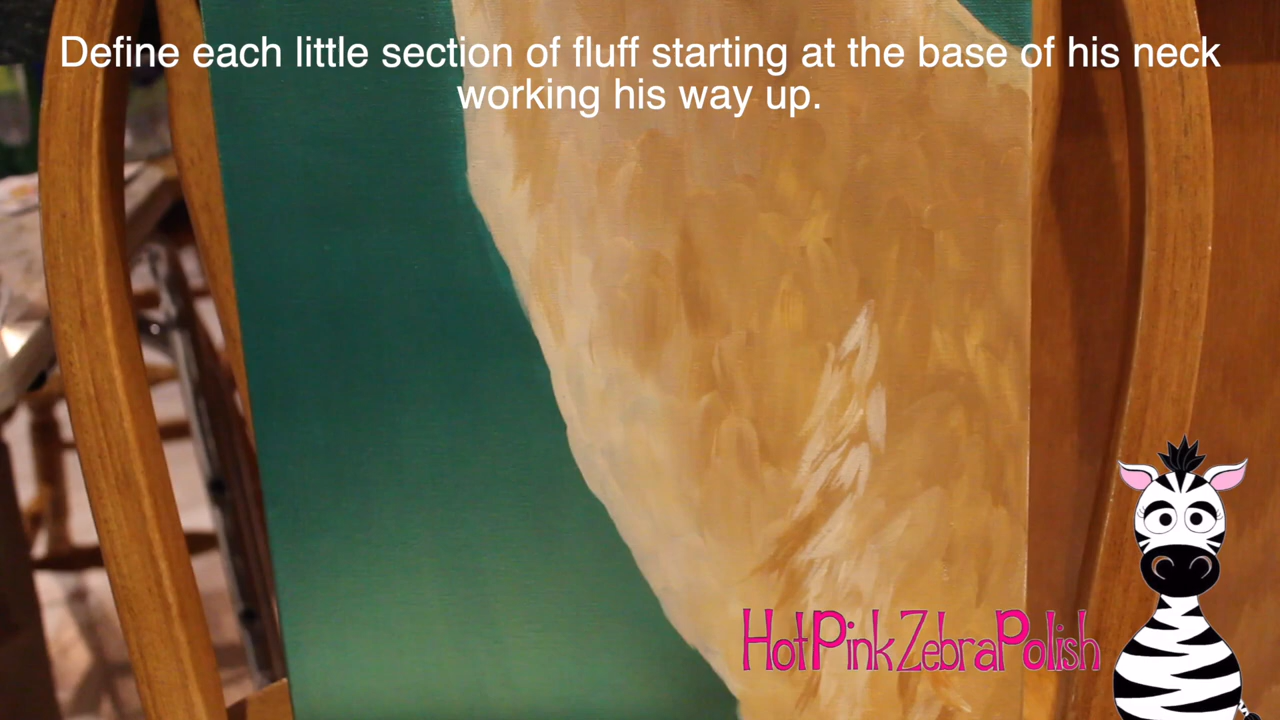 Define each little section of fluff starting at the base of his neck
working his way up.
HotPinkZebraPolish